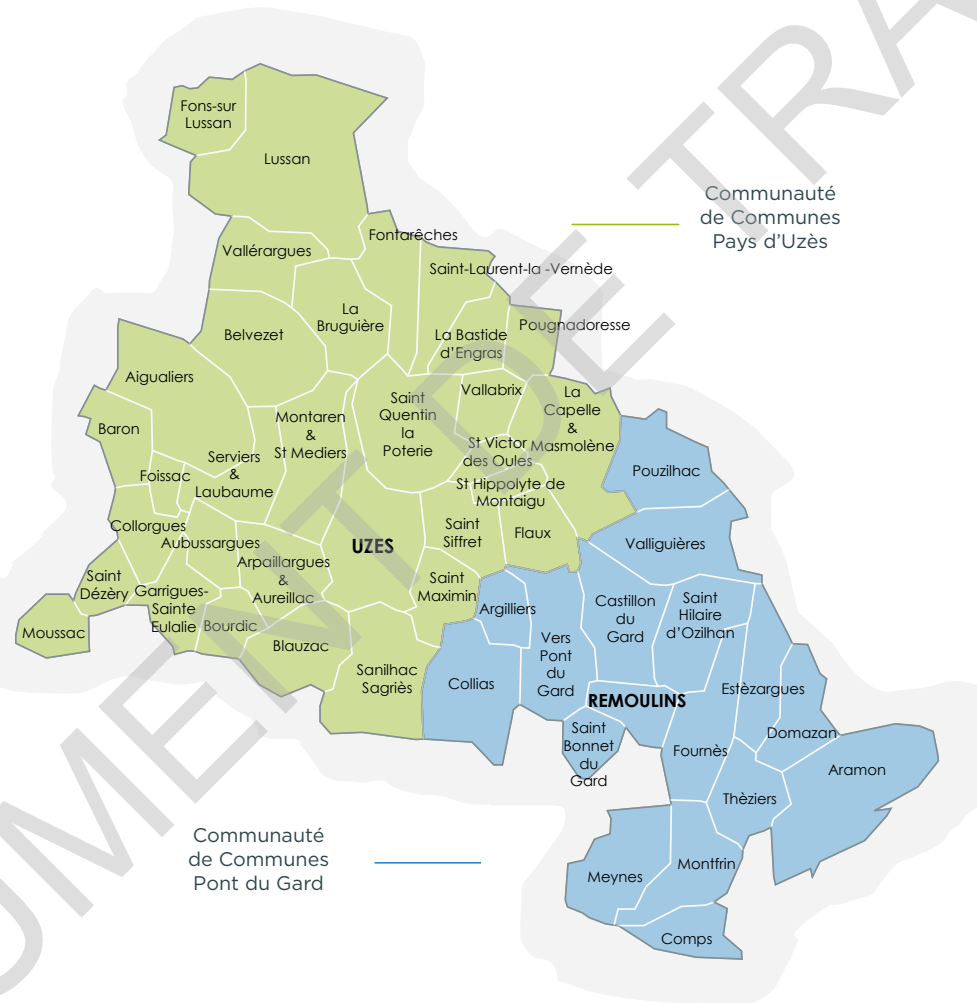 UMENT DE TRA
Fons-sur
Lussan
Lussan
Communauté
de Communes
Pays d'Uzès
Fontarêches
Vallérargues
Saint-Laurent-la -Vernède
La
Bruguière
Pougnadoresse
Belvezet
La Bastide
d'Engras
Aigualiers
Vallabrix
La
Capelle
&
Masmolène
Saint
Quentin
la
Poterie
Montaren
&
St Mediers
Baron
St Victor
des Oules
Serviers
&
Laubaume
Foissac
Pouzilhac
St Hippolyte de
Montaigu
Collorgues
Saint
Siffret
Flaux
Aubussargues
UZES
Valliguières
Arpaillargues
&
Aureillac
Saint
Dézèry
Garrigues-
Sainte
Eulalie
Saint
Maximin
Argilliers
Castillon
du
Gard
Saint
Hilaire
d'Ozilhan
Moussac
Bourdic
Blauzac
Vers
Pont
du
Gard
Sanilhac
Sagriès
Collias
Estèzargues
REMOULINS
Saint
Bonnet
du
Gard
Domazan
Fournès
Aramon
Thèziers
Communauté
de Communes
Pont du Gard
Meynes
Montfrin
Comps